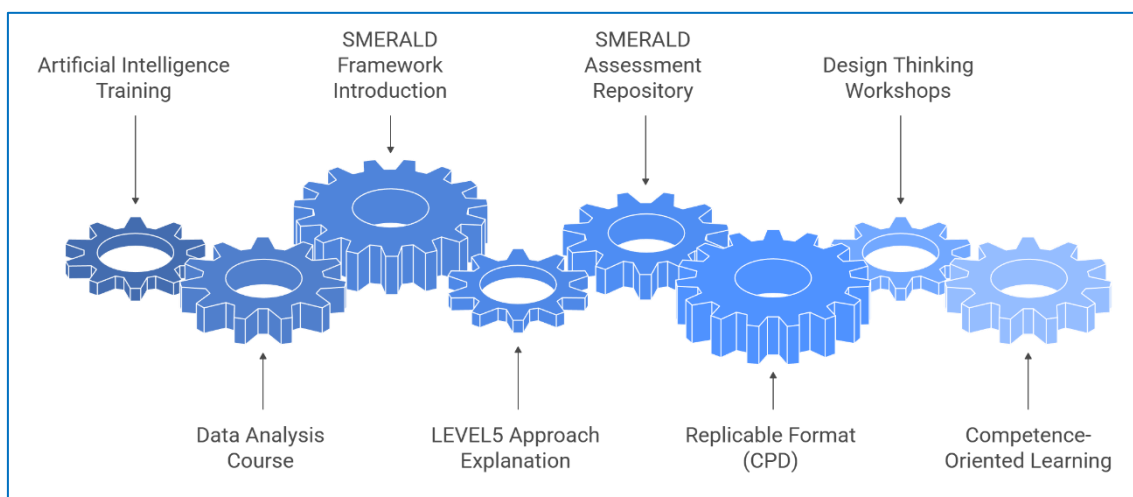 Artificial Intelligence
Training
SMERALD
Framework
Introduction
SMERALD
Assessment
Repository
Design Thinking
Workshops
Data Analysis
Course
LEVEL5 Approach
Explanation
Replicable Format
(CPD)
Competence-
Oriented Learning